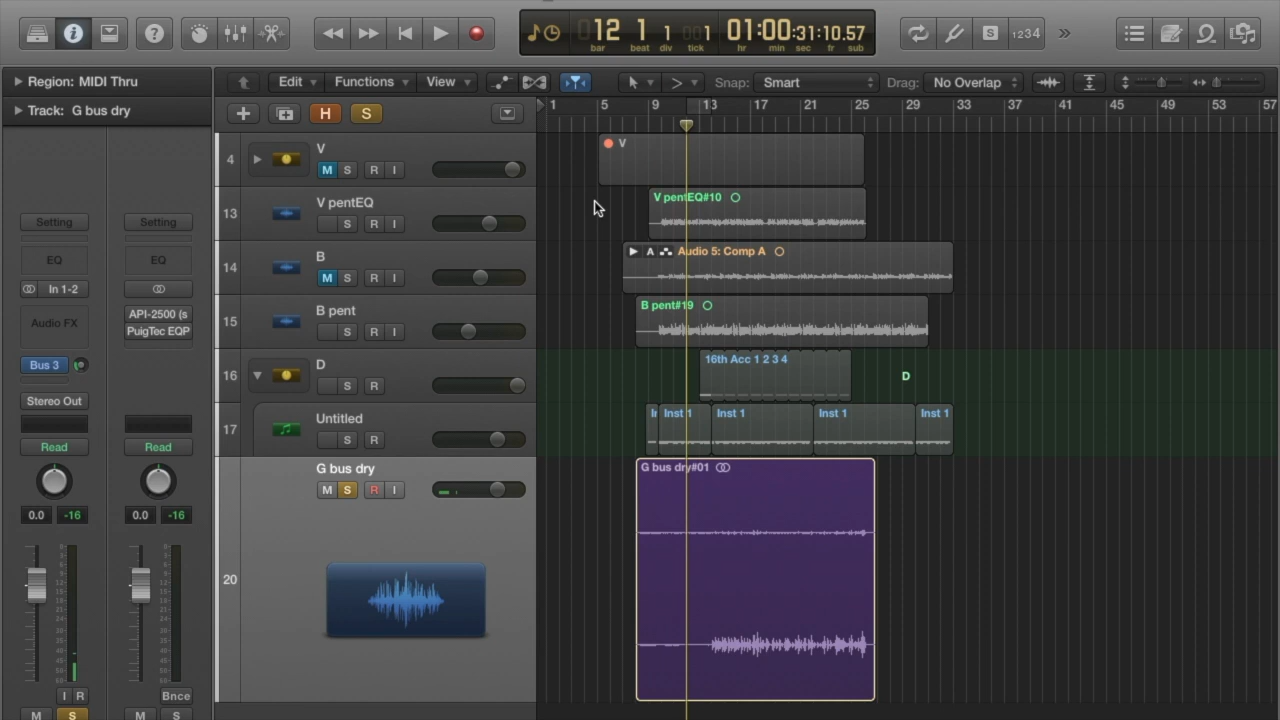 12 1 1 001 1 01:00:31:10.57
bar beat div tick hr min sec fr sub
1234
Region: MIDI Thru
Edit Functions View Snap: Smart Drag: No Overlap
Track: G bus dry
H S
1 5 9 13 17 21 25 29 33 37 41 45 49 53 57
4 V
M S R I
V
13 V pentEQ
S R I
V pentEQ#10
14 B
M S R I
A Audio 5: Comp A
15 B pent
S R I
B pent#19
16 D
S R
16th Acc 1 2 3 4
D
17 Untitled
S R
Inst 1 Inst 1 Inst 1 Inst 1
20 G bus dry
M S R I
G bus dry#01
Setting Setting
EQ EQ
In 1-2
Audio FX
API-2500 (s
PuigTec EQP
Bus 3
Stereo Out
Read Read
0.0 -16 0.0 -16
I R Bnce
M S M S